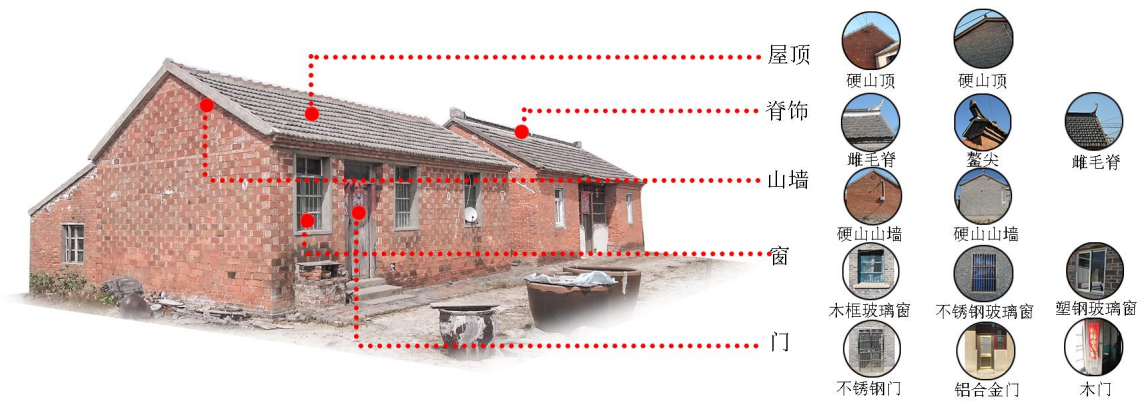 屋顶
硬山顶
硬山顶
脊饰
雌毛脊
鳌尖
雌毛脊
山墙
硬山山墙
硬山山墙
窗
木框玻璃窗
不锈钢玻璃窗
塑钢玻璃窗
门
不锈钢门
铝合金门
木门